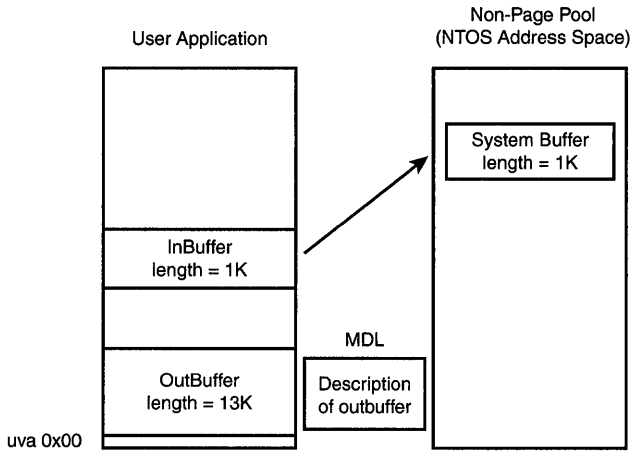 User Application
Non-Page Pool
(NTOS Address Space)
System Buffer
length = 1K
InBuffer
length = 1K
MDL
OutBuffer
length = 13K
Description
of outbuffer
uva 0x00